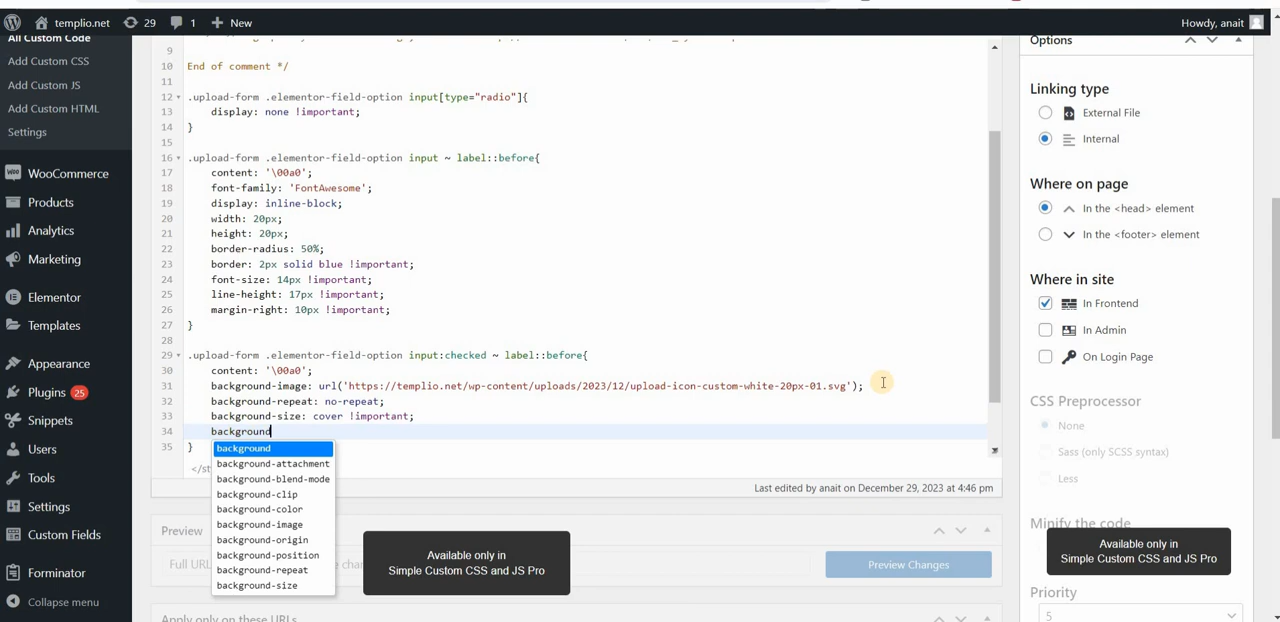 templio.net
29
1
New
Howdy, anait
All Custom Code
Add Custom CSS
Add Custom JS
Add Custom HTML
Settings
WooCommerce
Products
Analytics
Marketing
Elementor
Templates
Appearance
Plugins 25
Snippets
Users
Tools
Settings
Custom Fields
Forminator
Collapse menu
9
10 End of comment */
11
12 .upload-form .elementor-field-option input[type="radio"]{
13 display: none !important;
14 }
15
16 .upload-form .elementor-field-option input ~ label::before{
17 content: '\00a0';
18 font-family: 'FontAwesome';
19 display: inline-block;
20 width: 20px;
21 height: 20px;
22 border-radius: 50%;
23 border: 2px solid blue !important;
24 font-size: 14px !important;
25 line-height: 17px !important;
26 margin-right: 10px !important;
27 }
28
29 .upload-form .elementor-field-option input:checked ~ label::before{
30 content: '\00a0';
31 background-image: url('https://templio.net/wp-content/uploads/2023/12/upload-icon-custom-white-20px-01.svg');
32 background-repeat: no-repeat;
33 background-size: cover !important;
34 background
35 }
</st
background
background-attachment
background-blend-mode
background-clip
background-color
background-image
background-origin
background-position
background-repeat
background-size
Last edited by anait on December 29, 2023 at 4:46 pm
Preview
Full URL
Available only in
Simple Custom CSS and JS Pro
Preview Changes
Apply only on these URLs
Options
Linking type
External File
Internal
Where on page
In the <head> element
In the <footer> element
Where in site
In Frontend
In Admin
On Login Page
CSS Preprocessor
None
Sass (only SCSS syntax)
Less
Minify the code
Available only in
Simple Custom CSS and JS Pro
Priority
5